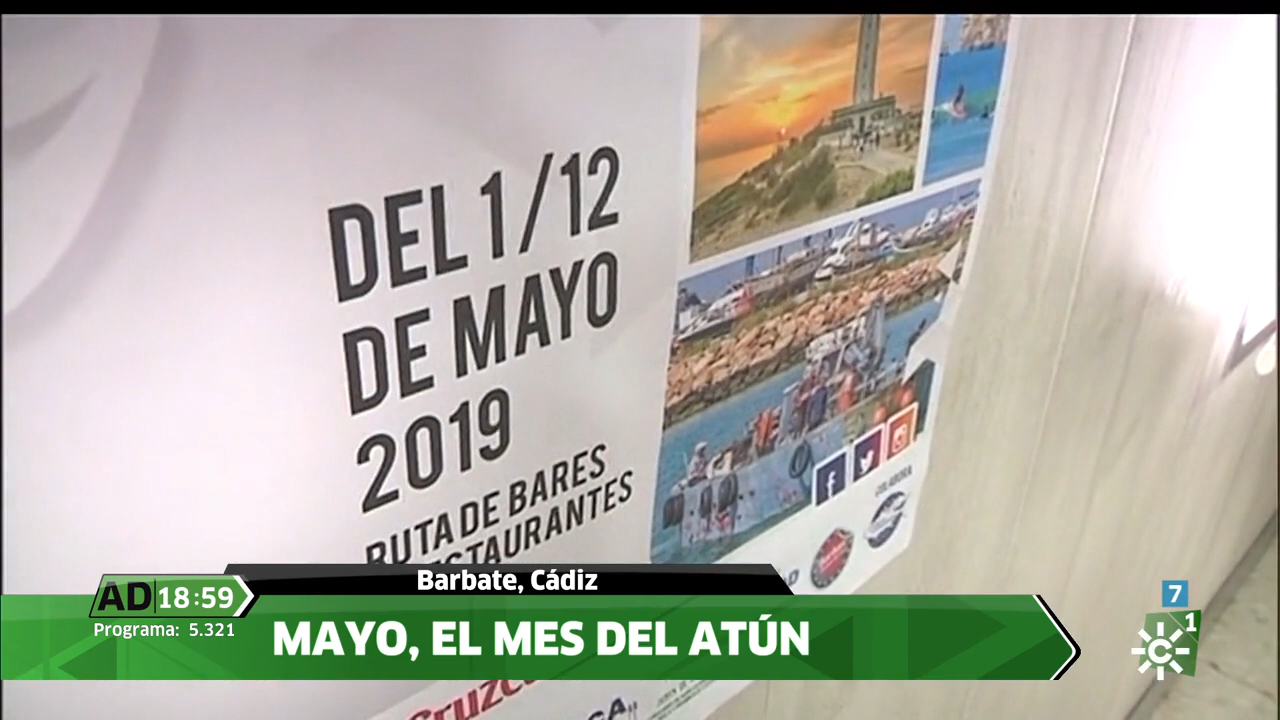 DEL 1/12
DE MAYO
2019
RUTA DE BARES
COLABORA
Barbate, Cádiz
AD 18:59
Programa: 5.321
MAYO, EL MES DEL ATÚN
7
1